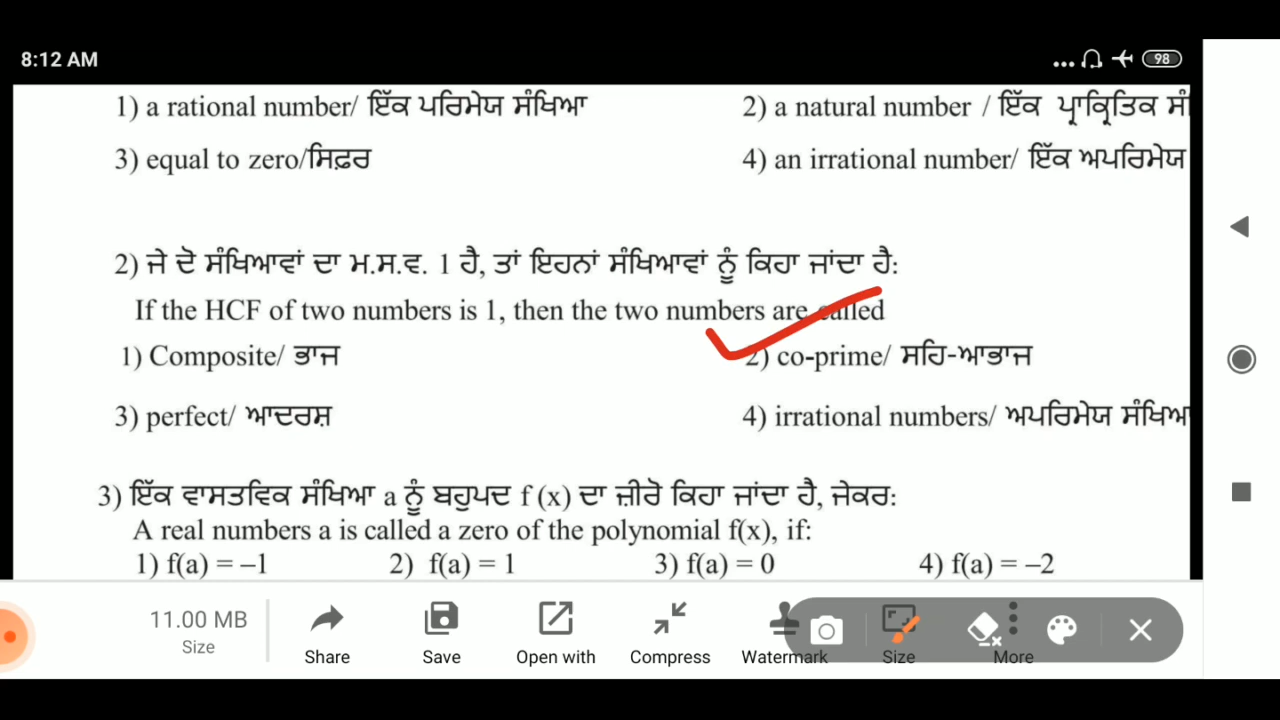 8:12 AM
98
1) a rational number/ ਇੱਕ ਪਰਿਮੇਯ ਸੰਖਿਆ 2) a natural number / ਇੱਕ ਪ੍ਰਾਕ੍ਰਿਤਿਕ
3) equal to zero/ਸਿਫ਼ਰ 4) an irrational number/ ਇੱਕ ਅਪਰਿਮੇਯ
2) ਜੇ ਦੋ ਸੰਖਿਆਵਾਂ ਦਾ ਮ.ਸ.ਵ. 1 ਹੈ, ਤਾਂ ਇਹਨਾਂ ਸੰਖਿਆਵਾਂ ਨੂੰ ਕਿਹਾ ਜਾਂਦਾ ਹੈ:
If the HCF of two numbers is 1, then the two numbers are called
1) Composite/ ਭਾਜ 2) co-prime/ ਸਹਿ-ਆਭਾਜ
3) perfect/ ਆਦਰਸ਼ 4) irrational numbers/ ਅਪਰਿਮੇਯ
3) ਇੱਕ ਵਾਸਤਵਿਕ ਸੰਖਿਆ a ਨੂੰ ਬਹੁਪਦ f (x) ਦਾ ਜ਼ੀਰੋ ਕਿਹਾ ਜਾਂਦਾ ਹੈ, ਜੇਕਰ:
A real numbers a is called a zero of the polynomial f(x), if:
1) f(a) = –1 2) f(a) = 1 3) f(a) = 0 4) f(a) = –2
11.00 MB
Size Share Save Open with Compress Watermark Size More